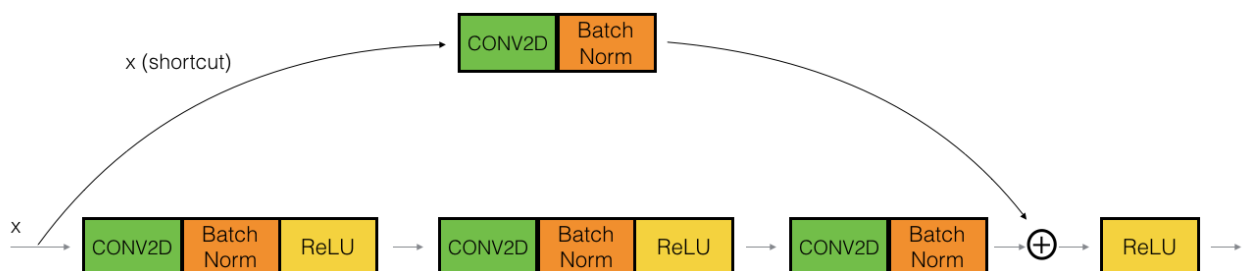 CONV2D
Batch
Norm
x (shortcut)
x
CONV2D
Batch
Norm
ReLU
CONV2D
Batch
Norm
ReLU
CONV2D
Batch
Norm
ReLU